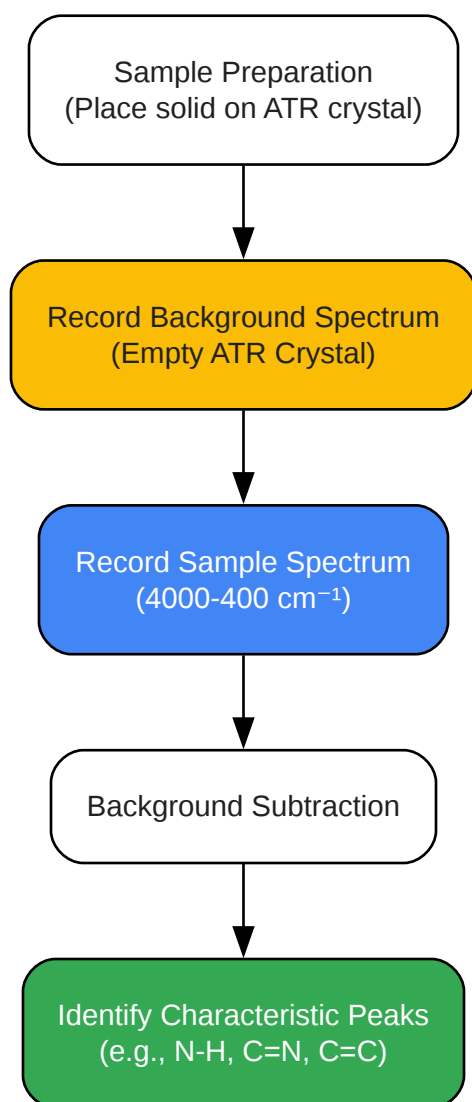 Sample Preparation
(Place solid on ATR crystal)
Record Background Spectrum
(Empty ATR Crystal)
Record Sample Spectrum
(4000-400 cm⁻¹)
Background Subtraction
Identify Characteristic Peaks
(e.g., N-H, C=N, C=C)